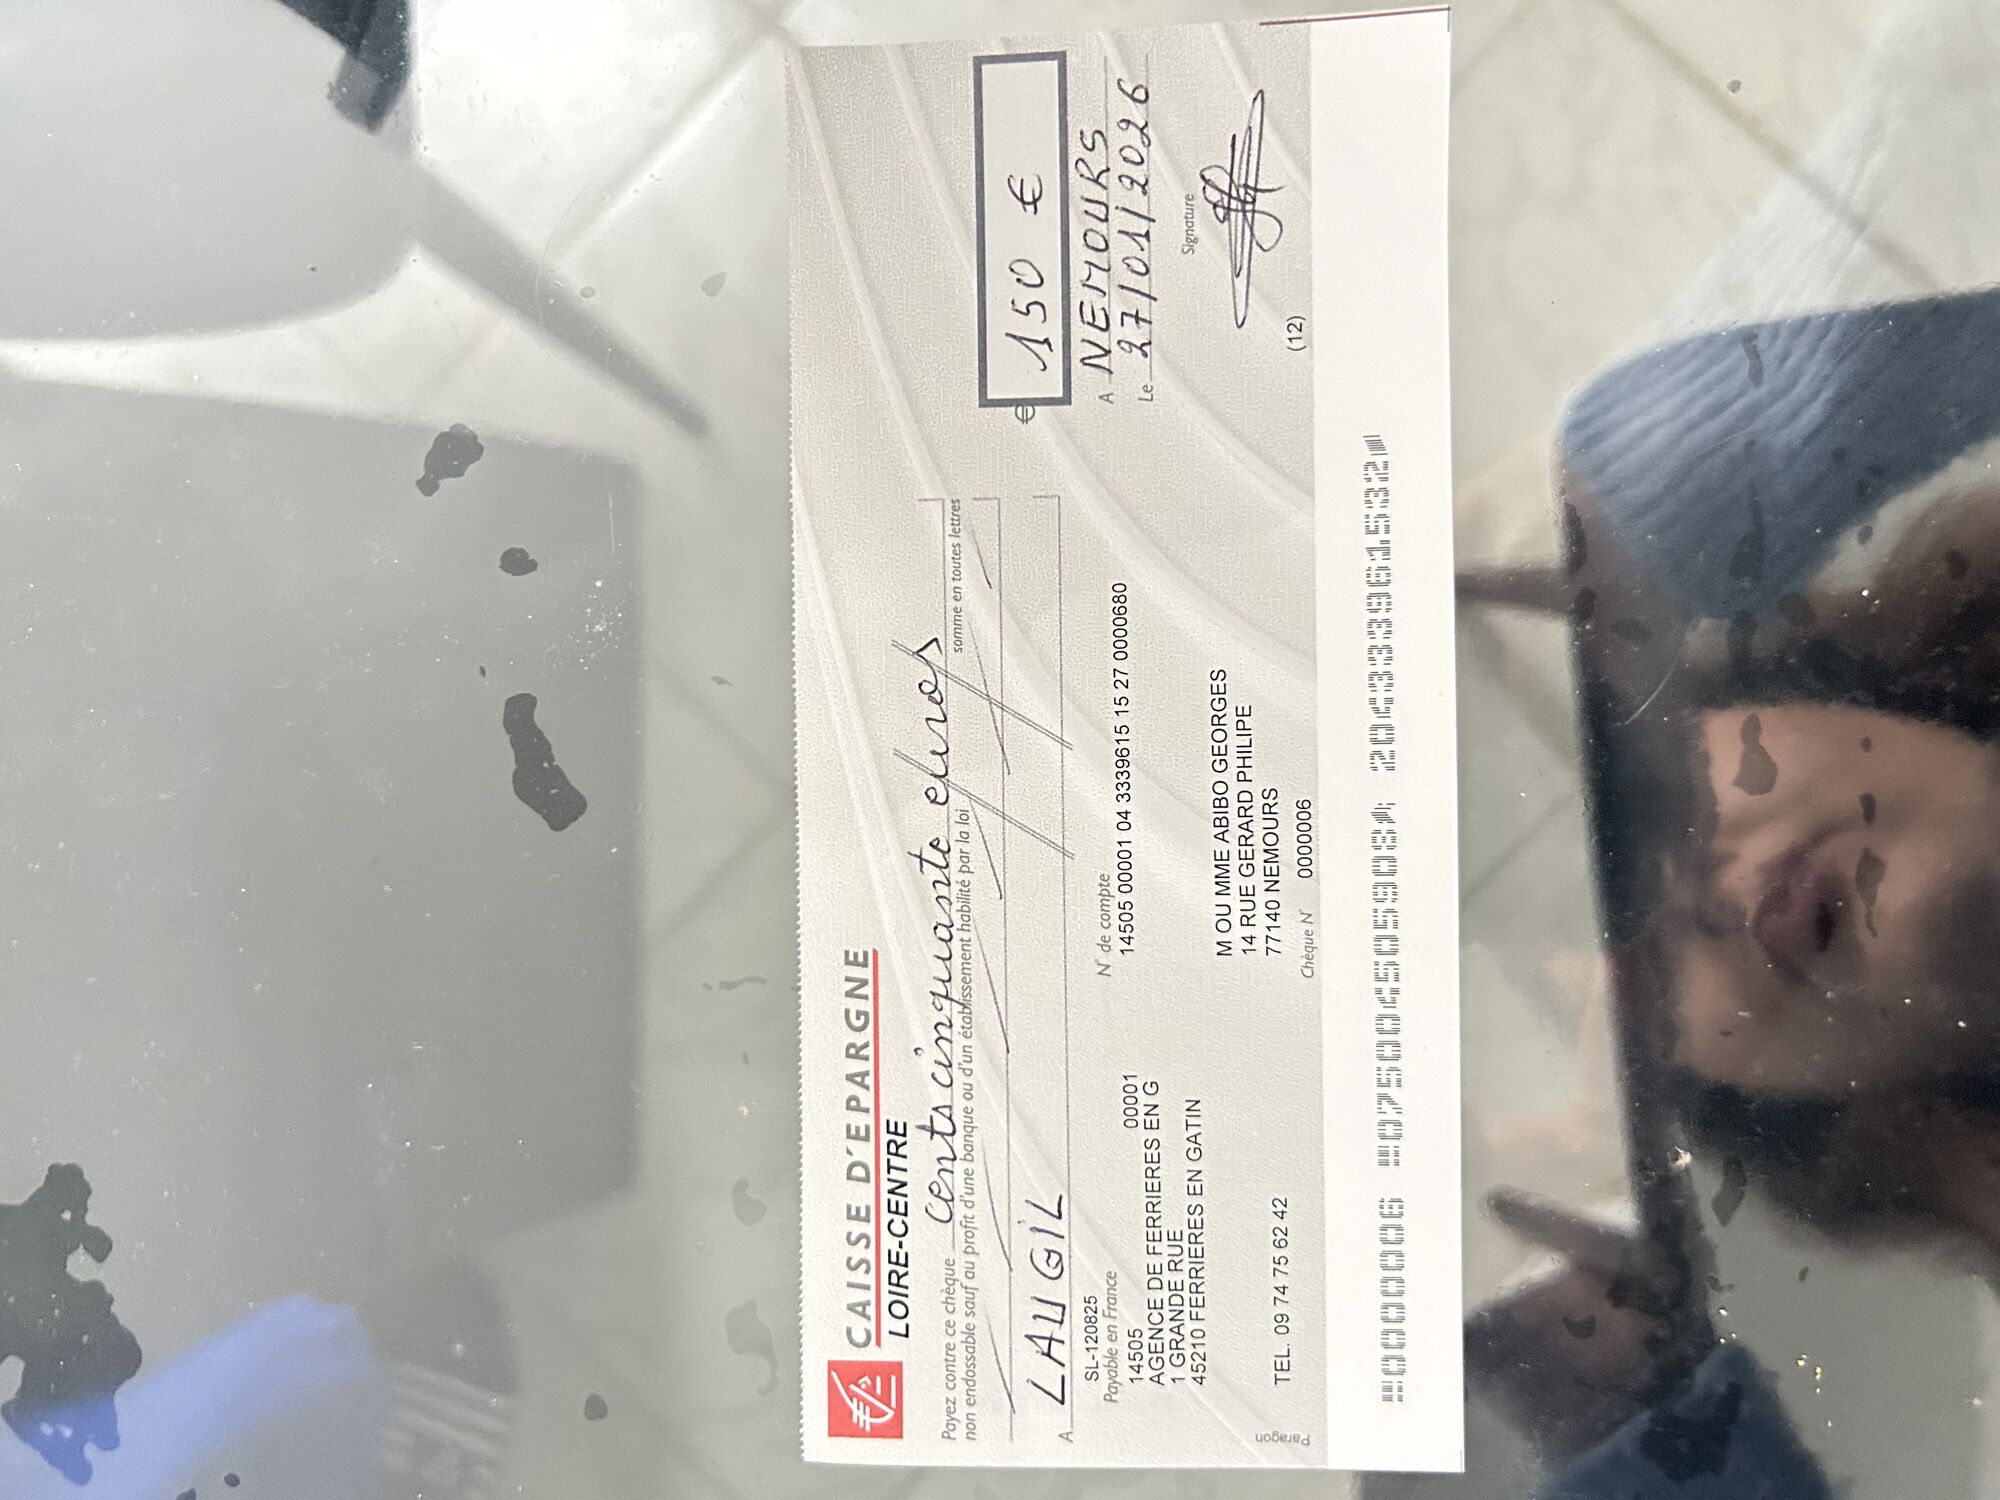 CAISSE D'EPARGNE
LOIRE-CENTRE
Payez contre ce chèque cents cinquante euros
non endossable sauf au profit d'une banque ou d'un établissement habilité par la loi
somme en toutes lettres
€ 150 €
A LAUGIL
A NEMOURS
Le 27/01/2026
SL-120825
Payable en France
N° de compte
14505 00001 04 3339615 15 27 0000680
Signature
14505 00001
AGENCE DE FERRIERES EN G
1 GRANDE RUE
45210 FERRIERES EN GATIN
M OU MME ABIBO GEORGES
14 RUE GERARD PHILIPE
77140 NEMOURS
TEL. 09 74 75 62 42
Chèque N° 0000006
(12)
Paragon